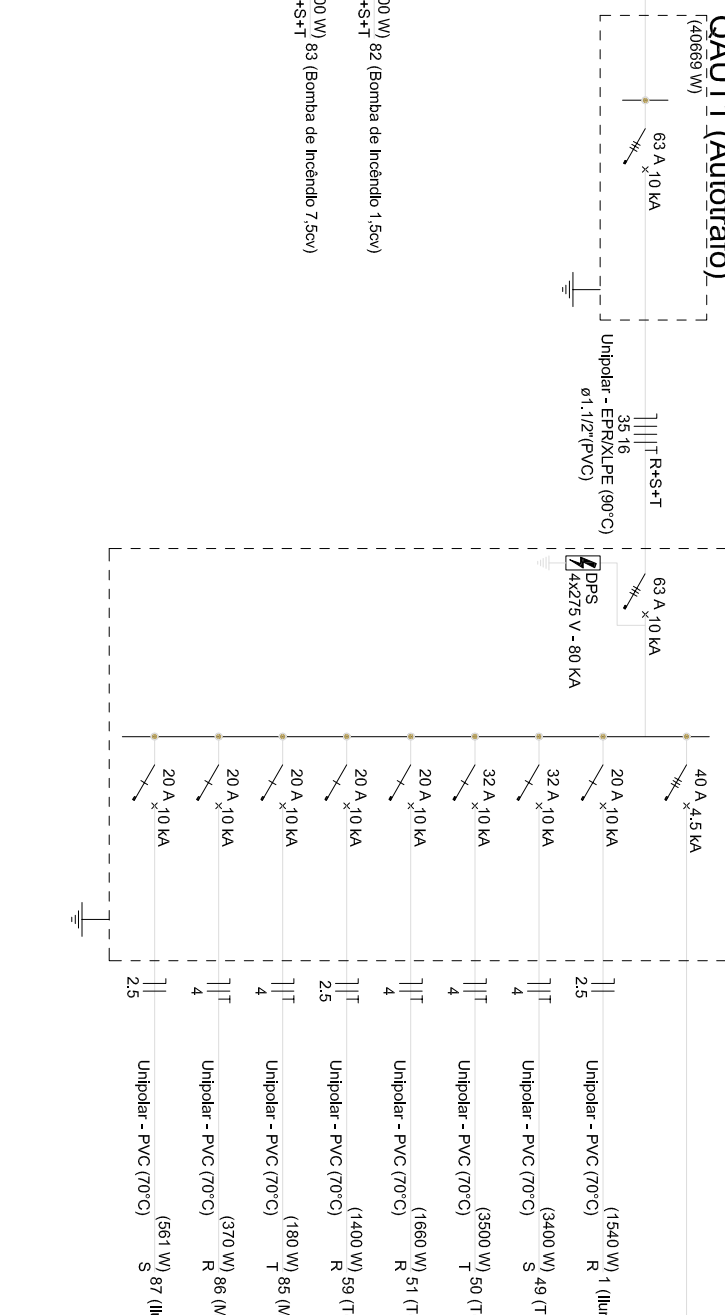 QAUT1 (Autotrafo)
(40669 W)
63 A
10 kA
R+S+T
35 16
Unipolar - EPR/XLPE (90°C)
ø1.1/2"(PVC)
00 W)
+S+T 82 (Bomba de Incêndio 1,5cv)
00 W)
+S+T 83 (Bomba de Incêndio 7,5cv)
63 A
10 kA
DPS
4x275 V - 80 KA
40 A
4.5 kA
20 A
10 kA
2.5
Unipolar - PVC (70°C)
(1540 W)
R 1
32 A
10 kA
4
Unipolar - PVC (70°C)
(3400 W)
S 49 (T
32 A
10 kA
4
Unipolar - PVC (70°C)
(3500 W)
T 50 (T
20 A
10 kA
4
Unipolar - PVC (70°C)
(1660 W)
R 51 (T
20 A
10 kA
2.5
Unipolar - PVC (70°C)
(1400 W)
R 59 (T
20 A
10 kA
4
Unipolar - PVC (70°C)
(180 W)
T 85 (M
20 A
10 kA
4
Unipolar - PVC (70°C)
(370 W)
R 86 (M
20 A
10 kA
2.5
Unipolar - PVC (70°C)
(561 W)
S 87